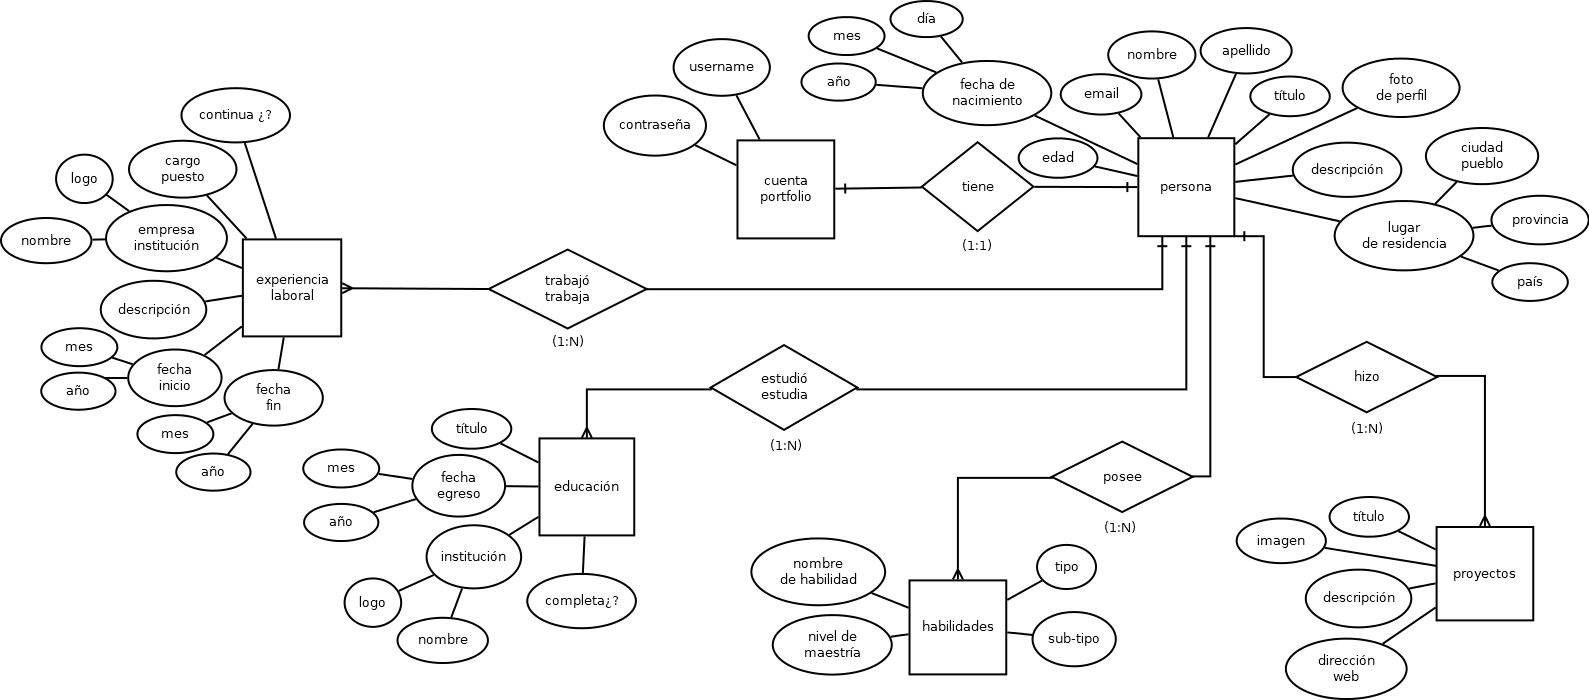 día
mes
año
fecha de
nacimiento
username
contraseña
nombre
apellido
email
título
foto
de perfil
edad
descripción
ciudad
pueblo
lugar
de residencia
provincia
país
cuenta
portfolio
tiene
(1:1)
persona
continua ¿?
cargo
puesto
logo
nombre
empresa
institución
experiencia
laboral
descripción
mes
año
fecha
inicio
fecha
fin
mes
año
trabajó
trabaja
(1:N)
estudió
estudia
(1:N)
hizo
(1:N)
posee
(1:N)
título
mes
año
fecha
egreso
educación
institución
logo
nombre
completa¿?
nombre
de habilidad
nivel de
maestría
habilidades
tipo
sub-tipo
título
imagen
descripción
dirección
web
proyectos